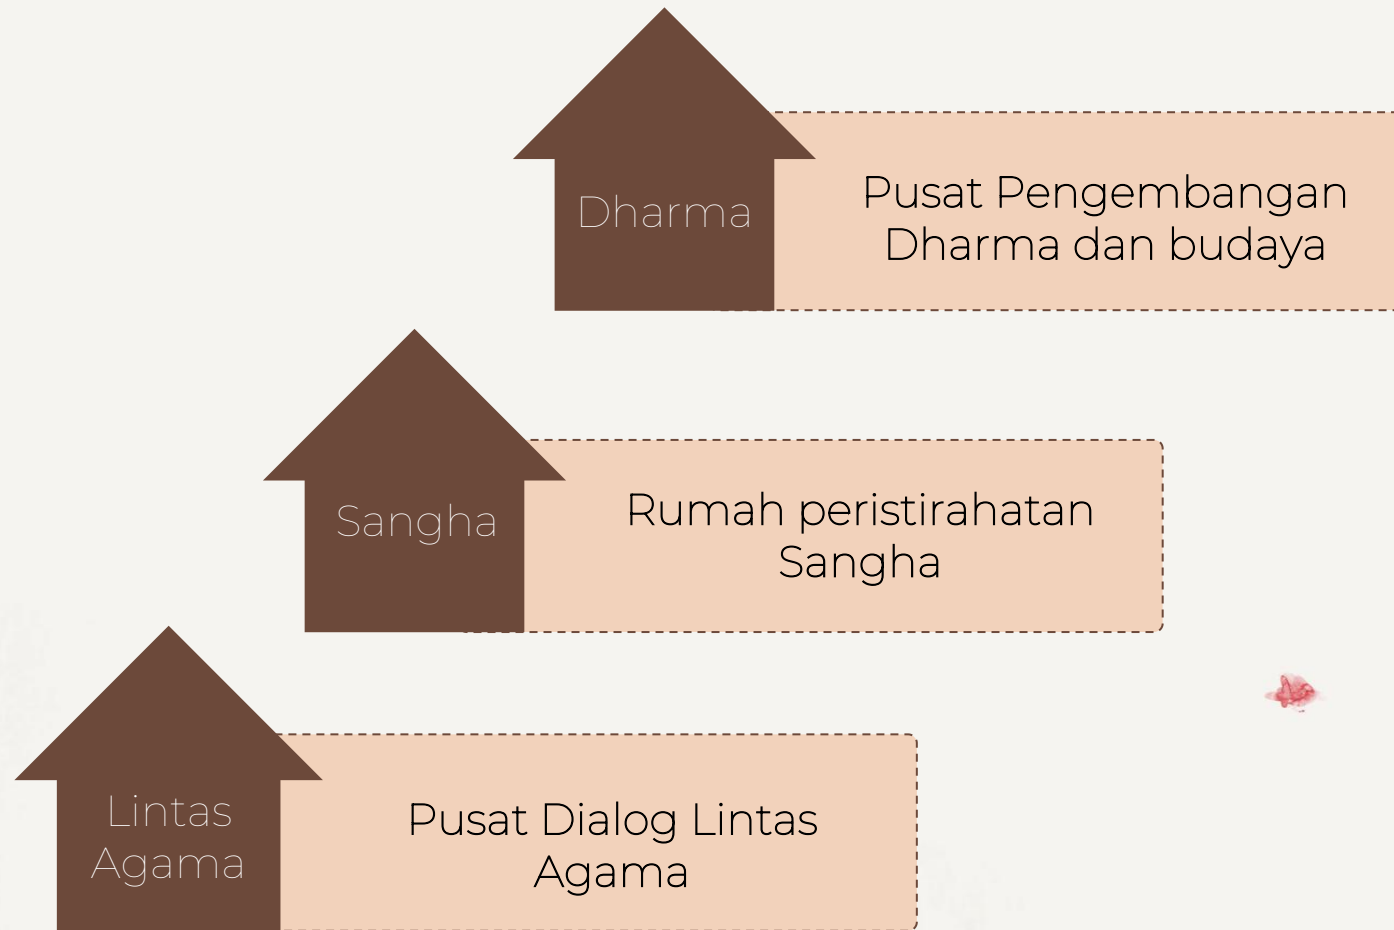 Dharma
Pusat Pengembangan
Dharma dan budaya
Sangha
Rumah peristirahatan
Sangha
Lintas
Agama
Pusat Dialog Lintas
Agama